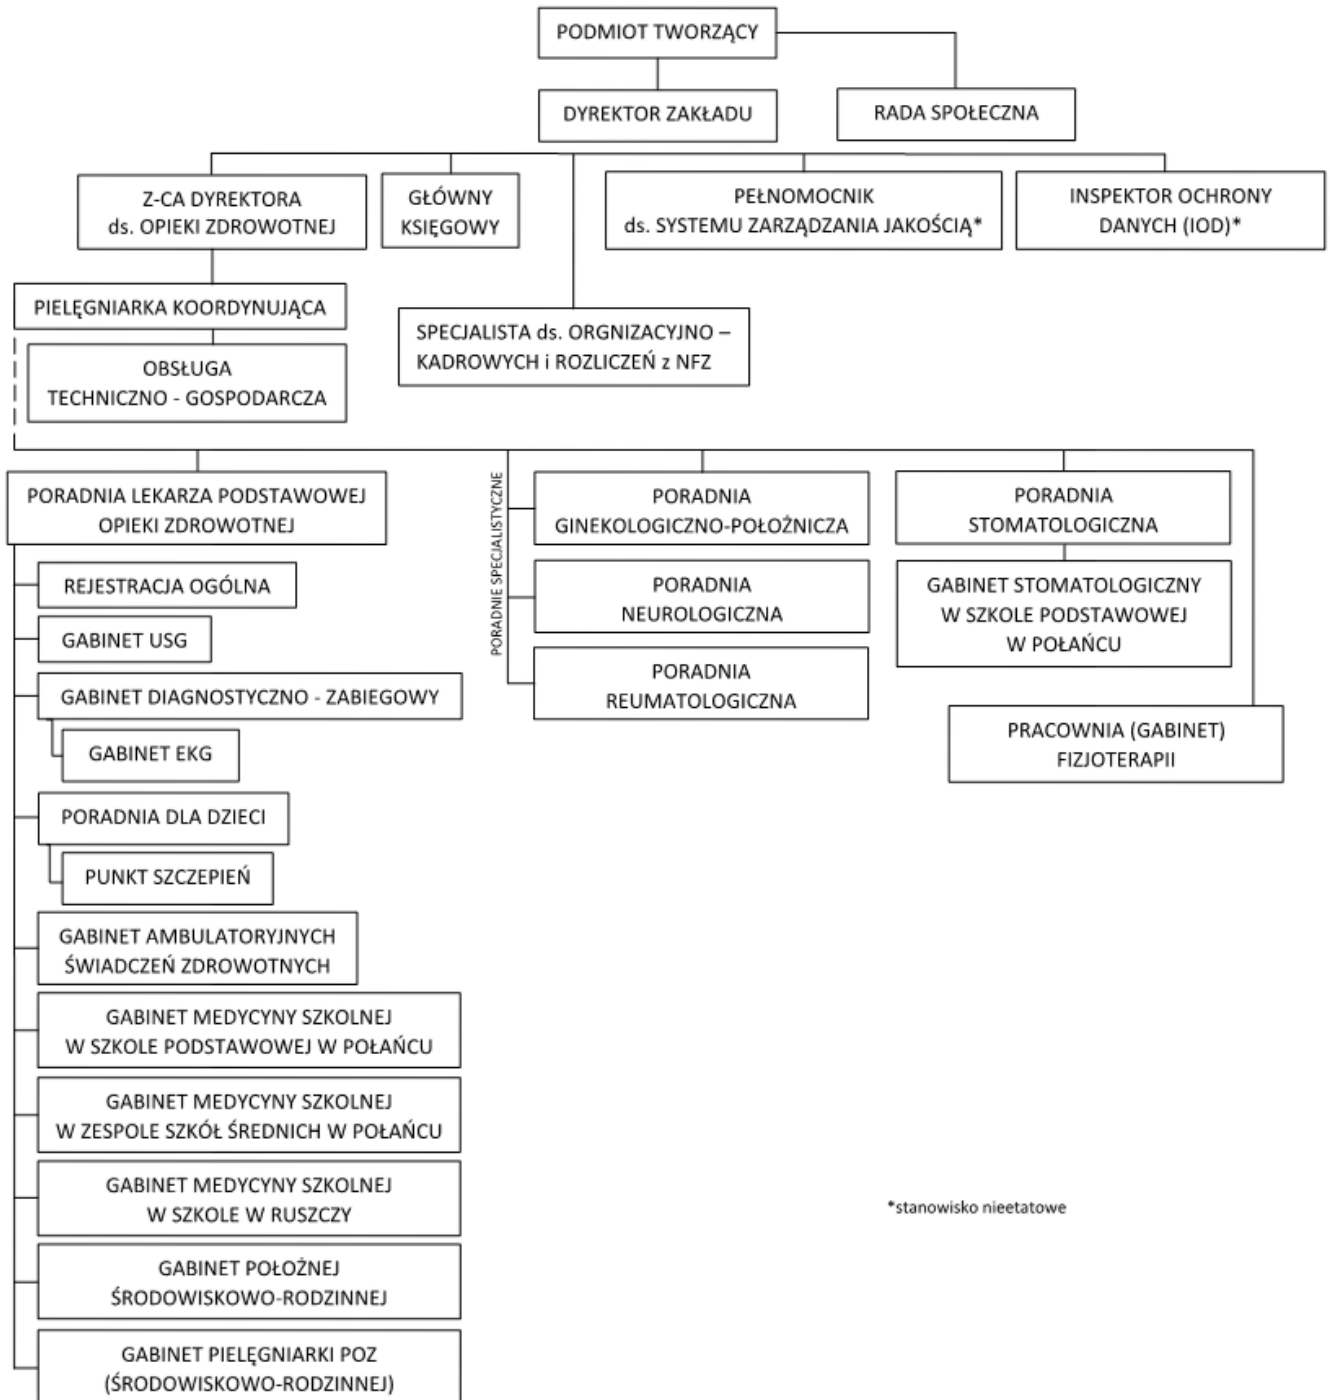 PODMIOT TWORZĄCY
DYREKTOR ZAKŁADU
RADA SPOŁECZNA
Z-CA DYREKTORA
ds. OPIEKI ZDROWOTNEJ
GŁÓWNY
KSIĘGOWY
PEŁNOMOCNIK
ds. SYSTEMU ZARZĄDZANIA JAKOŚCIĄ*
INSPEKTOR OCHRONY
DANYCH (IOD)*
PIELĘGNIARKA KOORDYNUJĄCA
SPECJALISTA ds. ORGNIZACYJNO –
KADROWYCH i ROZLICZEŃ z NFZ
OBSŁUGA
TECHNICZNO - GOSPODARCZA
PORADNIA LEKARZA PODSTAWOWEJ
OPIEKI ZDROWOTNEJ
REJESTRACJA OGÓLNA
GABINET USG
GABINET DIAGNOSTYCZNO - ZABIEGOWY
GABINET EKG
PORADNIA DLA DZIECI
PUNKT SZCZEPIEŃ
GABINET AMBULATORYJNYCH
ŚWIADCZEŃ ZDROWOTNYCH
GABINET MEDYCYNY SZKOLNEJ
W SZKOLE PODSTAWOWEJ W POŁAŃCU
GABINET MEDYCYNY SZKOLNEJ
W ZESPOLE SZKÓŁ ŚREDNICH W POŁAŃCU
GABINET MEDYCYNY SZKOLNEJ
W SZKOLE W RUSZCZY
GABINET POŁOŻNEJ
ŚRODOWISKOWO-RODZINNEJ
GABINET PIELĘGNIARKI POZ
(ŚRODOWISKOWO-RODZINNEJ)
PORADNIE SPECJALISTYCZNE
PORADNIA
GINEKOLOGICZNO-POŁOŻNICZA
PORADNIA
NEUROLOGICZNA
PORADNIA
REUMATOLOGICZNA
PORADNIA
STOMATOLOGICZNA
GABINET STOMATOLOGICZNY
W SZKOLE PODSTAWOWEJ
W POŁAŃCU
PRACOWNIA (GABINET)
FIZJOTERAPII
*stanowisko nieetatowe